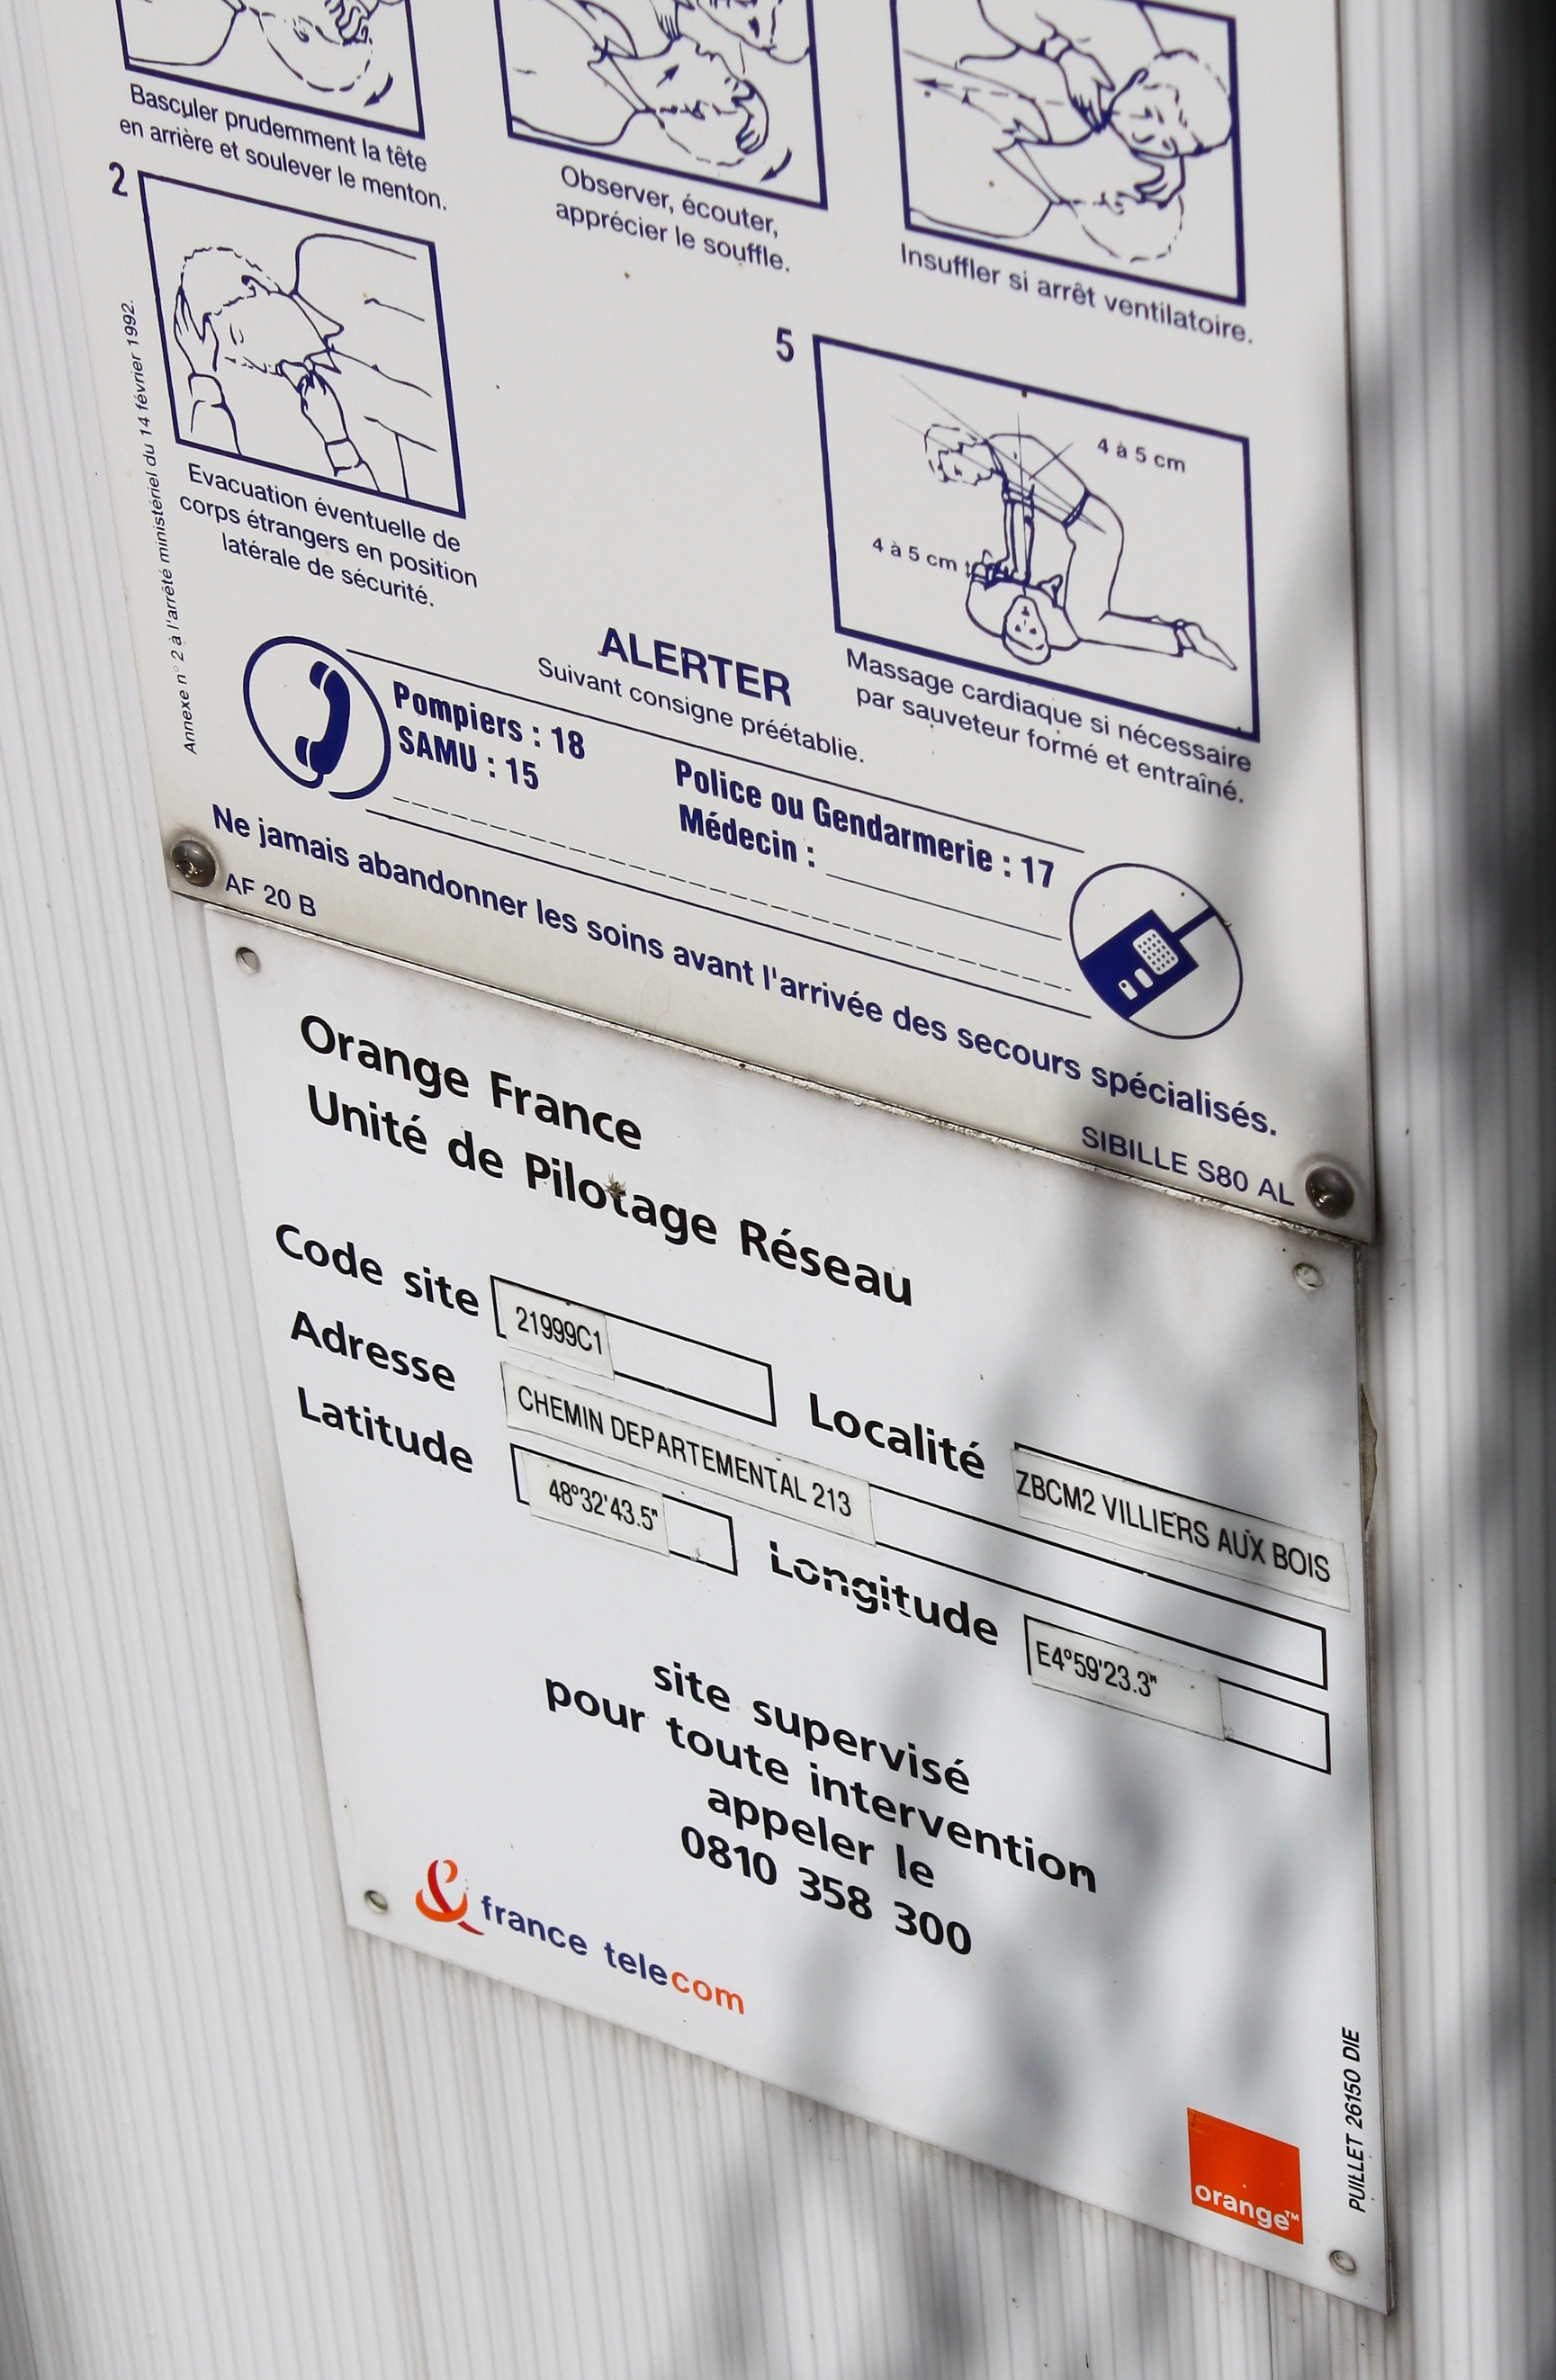 Basculer prudemment la tête
en arrière et soulever le menton.
Observer, écouter,
apprécier le souffle.
Insuffler si arrêt ventilatoire.
2
Evacuation éventuelle de
corps étrangers en position
latérale de sécurité.
5
4 à 5 cm
4 à 5 cm
Massage cardiaque si nécessaire
par sauveteur formé et entraîné.
Annexe n° 2 à l'arrêté ministériel du 14 février 1992.
ALERTER
Suivant consigne préétablie.
Pompiers : 18
SAMU : 15
Police ou Gendarmerie : 17
Médecin :
Ne jamais abandonner les soins avant l'arrivée des secours spécialisés.
AF 20 B
SIBILLE S80 AL
Orange France
Unité de Pilotage Réseau
Code site 21999C1 Localité ZBCM2 VILLIERS AUX BOIS
Adresse CHEMIN DEPARTEMENTAL 213
Latitude 48°32'43.5" Longitude E4°59'23.3"
site supervisé
pour toute intervention
appeler le
0810 358 300
france telecom
orange™
PUILLET 26150 DIE